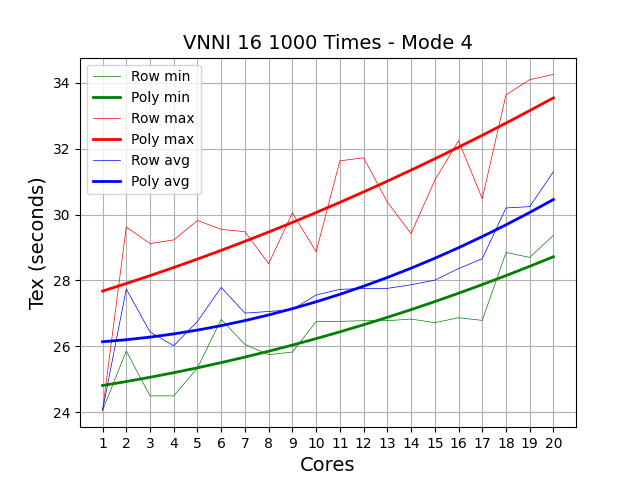 VNNI 16 1000 Times - Mode 4
Row min
Poly min
Row max
Poly max
Row avg
Poly avg
Tex (seconds)
34
32
30
28
26
24
1 2 3 4 5 6 7 8 9 10 11 12 13 14 15 16 17 18 19 20
Cores